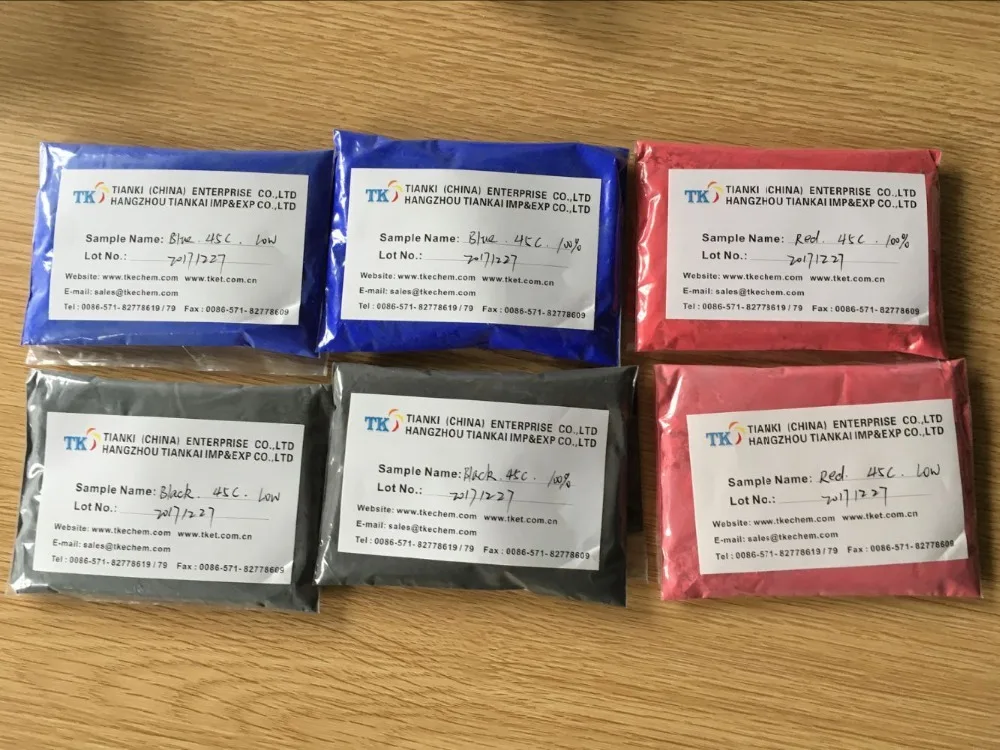 TK TIANKI (CHINA) ENTERPRISE CO.,LTD
HANGZHOU TIANKAI IMP&EXP CO.,LTD
Sample Name: Blue. 45C. Low
Lot No.: 20171227
Website: www.tkechem.com www.tket.com.cn
E-mail: sales@tkechem.com
Tel : 0086-571- 82778619 / 79 Fax : 0086-571- 82778609
TK TIANKI (CHINA) ENTERPRISE CO.,LTD
HANGZHOU TIANKAI IMP&EXP CO.,LTD
Sample Name: Blue. 45C. 100%
Lot No.: 20171227
Website: www.tkechem.com www.tket.com.cn
E-mail: sales@tkechem.com
Tel : 0086-571- 82778619 / 79 Fax : 0086-571- 82778609
TK TIANKI (CHINA) ENTERPRISE CO.,LTD
HANGZHOU TIANKAI IMP&EXP CO.,LTD
Sample Name: Red. 45C. 100%
Lot No.: 20171227
Website: www.tkechem.com www.tket.com.cn
E-mail: sales@tkechem.com
Tel : 0086-571- 82778619 / 79 Fax : 0086-571- 82778609
TK TIANKI (CHINA) ENTERPRISE CO.,LTD
HANGZHOU TIANKAI IMP&EXP CO.,LTD
Sample Name: Black. 45C. Low
Lot No.: 20171227
Website: www.tkechem.com www.tket.com.cn
E-mail: sales@tkechem.com
Tel : 0086-571- 82778619 / 79 Fax : 0086-571- 82778609
TK TIANKI (CHINA) ENTERPRISE CO.,LTD
HANGZHOU TIANKAI IMP&EXP CO.,LTD
Sample Name: Black. 45C. 100%
Lot No.: 20171227
Website: www.tkechem.com www.tket.com.cn
E-mail: sales@tkechem.com
Tel : 0086-571- 82778619 / 79 Fax : 0086-571- 82778609
TK TIANKI (CHINA) ENTERPRISE CO.,LTD
HANGZHOU TIANKAI IMP&EXP CO.,LTD
Sample Name: Red. 45C. Low
Lot No.: 20171227
Website: www.tkechem.com www.tket.com.cn
E-mail: sales@tkechem.com
Tel : 0086-571- 82778619 / 79 Fax : 0086-571- 82778609